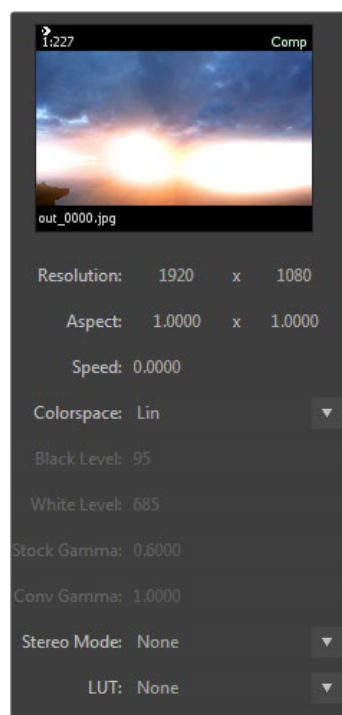 1:227 Comp
out_0000.jpg
Resolution: 1920 x 1080
Aspect: 1.0000 x 1.0000
Speed: 0.0000
Colorspace: Lin
Black Level: 95
White Level: 685
Stock Gamma: 0.6000
Conv Gamma: 1.0000
Stereo Mode: None
LUT: None